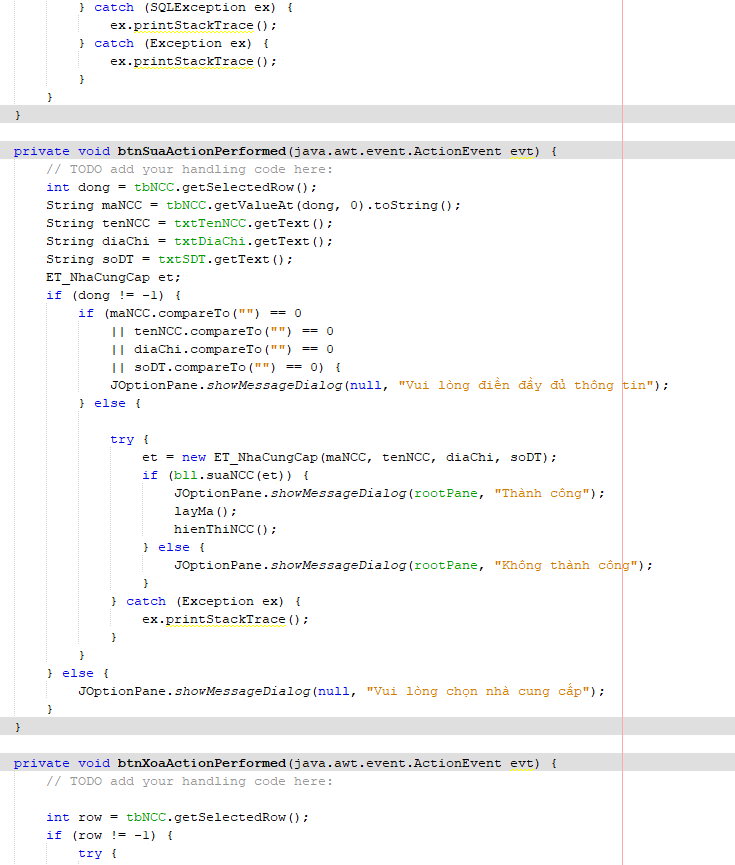 } catch (SQLException ex) {
ex.printStackTrace();
} catch (Exception ex) {
ex.printStackTrace();
}
}
}
private void btnSuaActionPerformed(java.awt.event.ActionEvent evt) {
// TODO add your handling code here:
int dong = tbNCC.getSelectedRow();
String maNCC = tbNCC.getValueAt(dong, 0).toString();
String tenNCC = txtTenNCC.getText();
String diaChi = txtDiaChi.getText();
String soDT = txtSDT.getText();
ET_NhaCungCap et;
if (dong != -1) {
if (maNCC.compareTo("") == 0
|| tenNCC.compareTo("") == 0
|| diaChi.compareTo("") == 0
|| soDT.compareTo("") == 0) {
JOptionPane.showMessageDialog(null, "Vui lòng điền đầy đủ thông tin");
} else {
try {
et = new ET_NhaCungCap(maNCC, tenNCC, diaChi, soDT);
if (bll.suaNCC(et)) {
JOptionPane.showMessageDialog(rootPane, "Thành công");
layMa();
hienThiNCC();
} else {
JOptionPane.showMessageDialog(rootPane, "Không thành công");
}
} catch (Exception ex) {
ex.printStackTrace();
}
}
} else {
JOptionPane.showMessageDialog(null, "Vui lòng chọn nhà cung cấp");
}
}
private void btnXoaActionPerformed(java.awt.event.ActionEvent evt) {
// TODO add your handling code here:
int row = tbNCC.getSelectedRow();
if (row != -1) {
try {